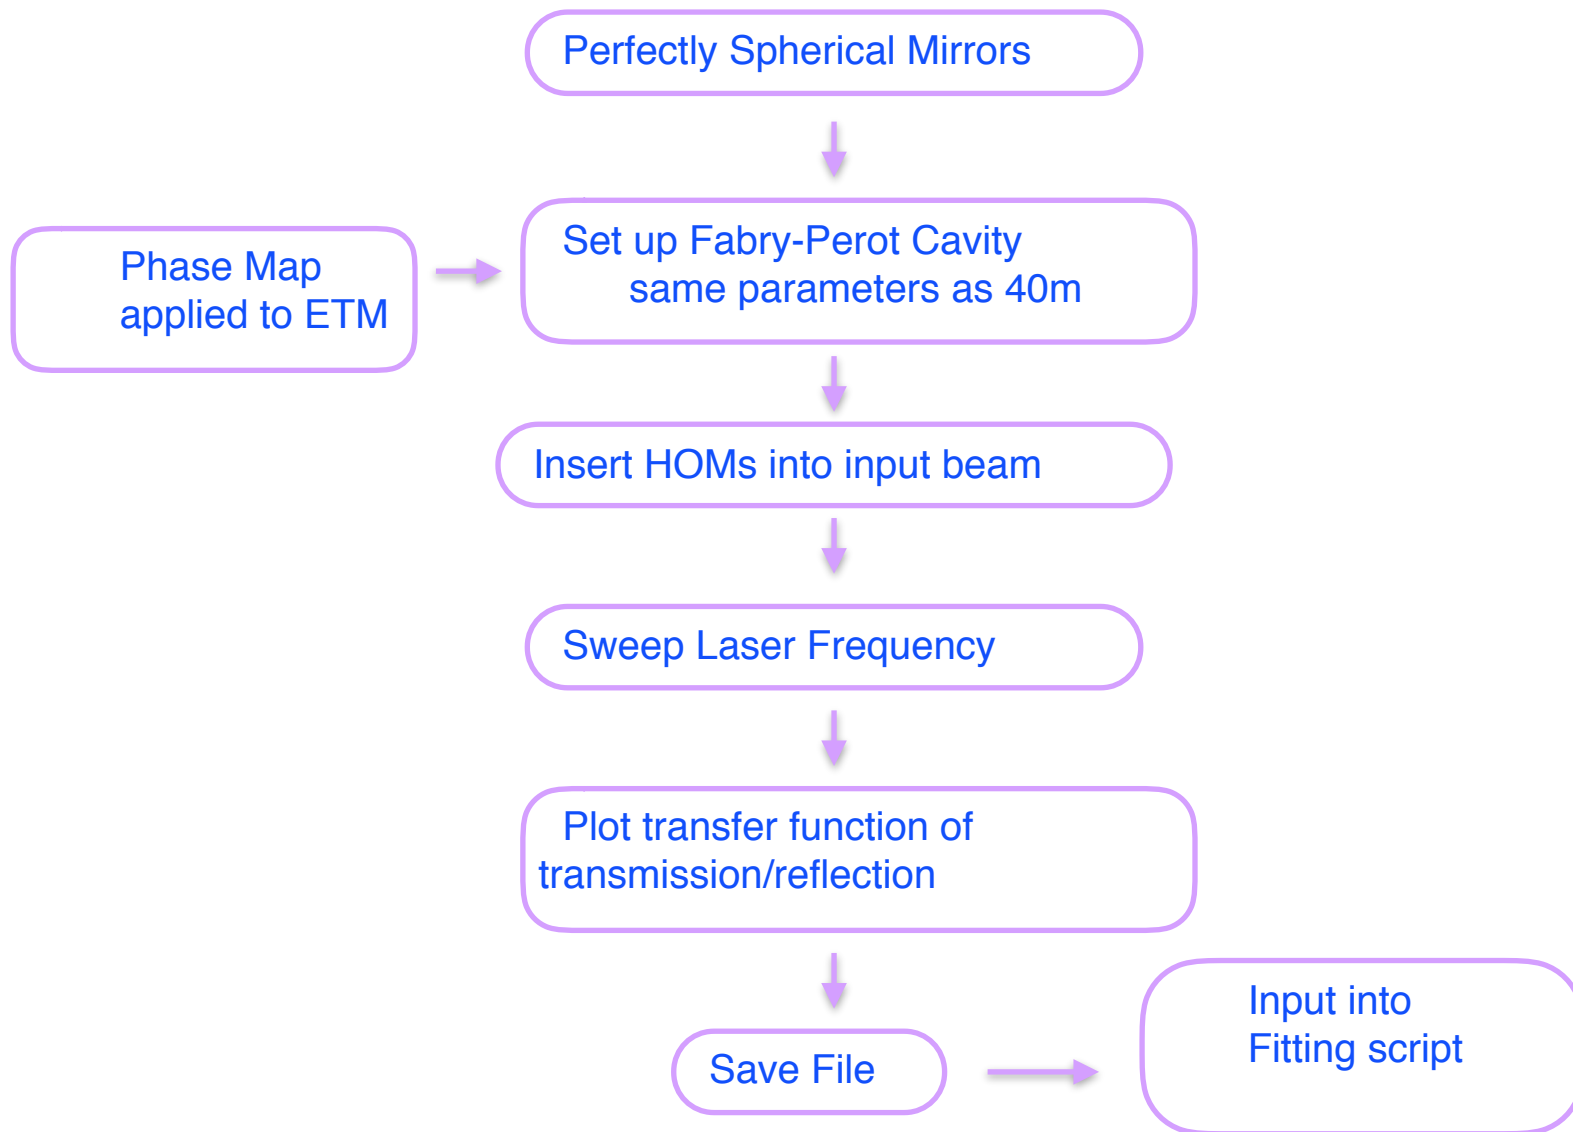 Perfectly Spherical Mirrors
Phase Map
applied to ETM
Set up Fabry-Perot Cavity
same parameters as 40m
Insert HOMs into input beam
Sweep Laser Frequency
Plot transfer function of
transmission/reflection
Save File
Input into
Fitting script